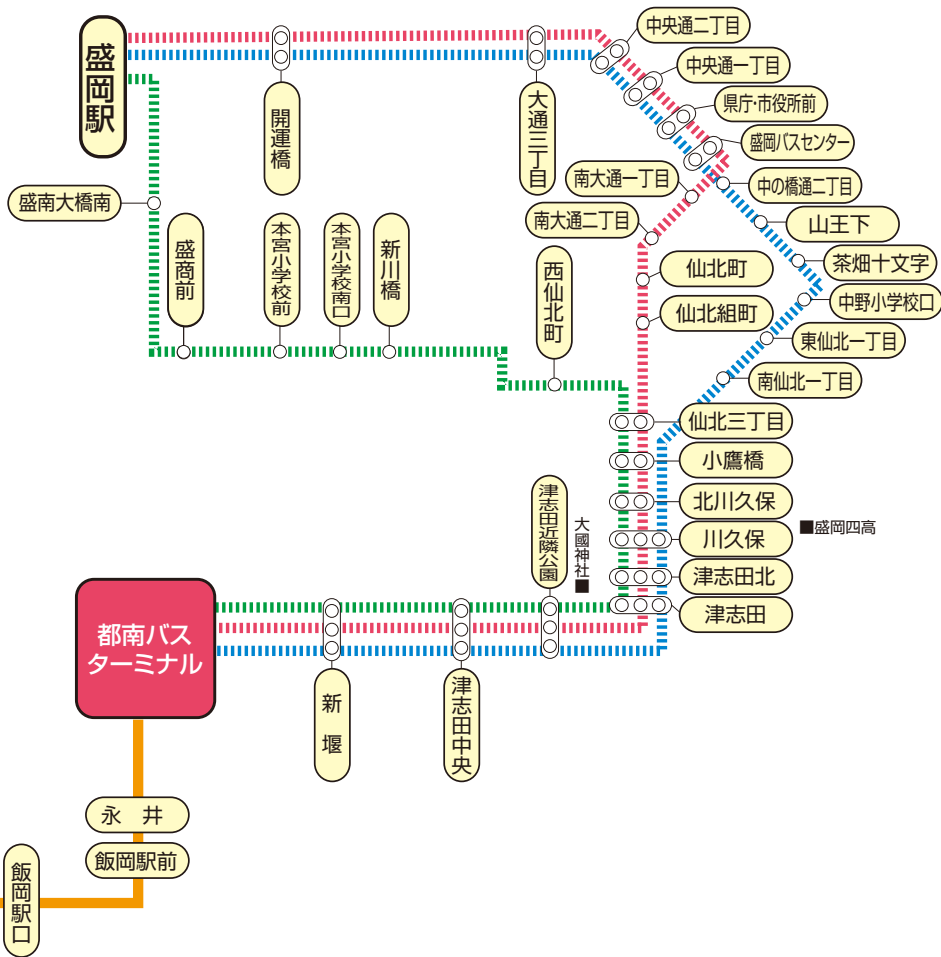 盛岡駅
開運橋
大通三丁目
中央通二丁目
中央通一丁目
県庁・市役所前
盛岡バスセンター
南大通一丁目
中の橋通二丁目
南大通二丁目
山王下
茶畑十文字
仙北町
中野小学校口
仙北組町
東仙北一丁目
南仙北一丁目
盛南大橋南
盛商前
本宮小学校前
本宮小学校南口
新川橋
西仙北町
仙北三丁目
小鷹橋
北川久保
川久保
■盛岡四高
津志田北
津志田
大國神社■
津志田近隣公園
都南バス
ターミナル
新堰
津志田中央
永井
飯岡駅前
飯岡駅口